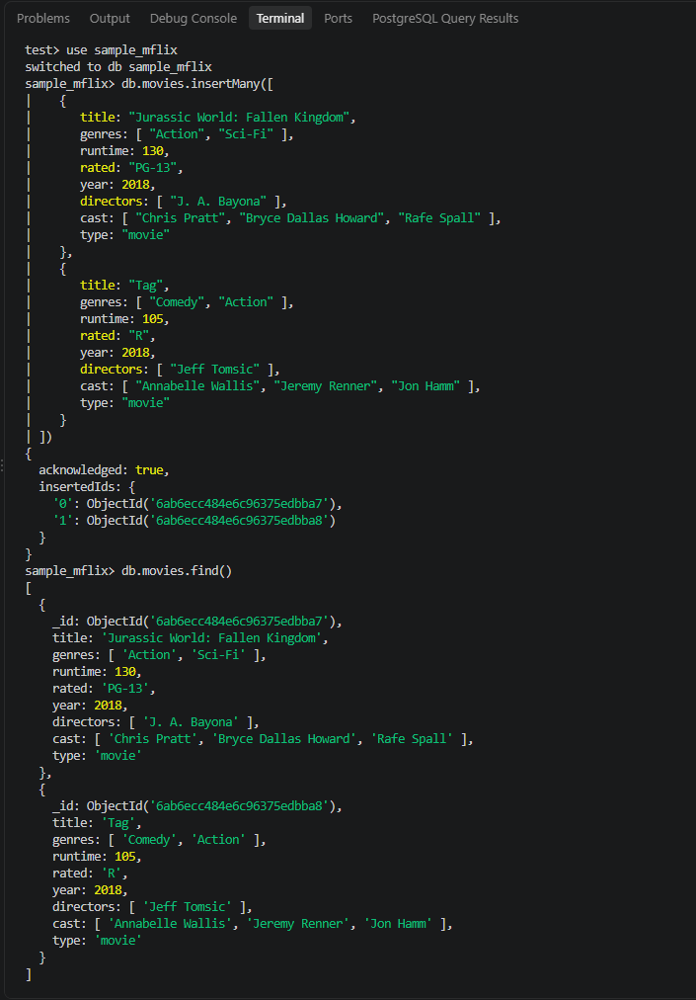 Problems Output Debug Console Terminal Ports PostgreSQL Query Results
test> use sample_mflix
switched to db sample_mflix
sample_mflix> db.movies.insertMany([
|    {
|       title: "Jurassic World: Fallen Kingdom",
|       genres: [ "Action", "Sci-Fi" ],
|       runtime: 130,
|       rated: "PG-13",
|       year: 2018,
|       directors: [ "J. A. Bayona" ],
|       cast: [ "Chris Pratt", "Bryce Dallas Howard", "Rafe Spall" ],
|       type: "movie"
|    },
|    {
|       title: "Tag",
|       genres: [ "Comedy", "Action" ],
|       runtime: 105,
|       rated: "R",
|       year: 2018,
|       directors: [ "Jeff Tomsic" ],
|       cast: [ "Annabelle Wallis", "Jeremy Renner", "Jon Hamm" ],
|       type: "movie"
|    }
| ])
{
  acknowledged: true,
  insertedIds: {
    '0': ObjectId('6ab6ecc484e6c96375edbba7'),
    '1': ObjectId('6ab6ecc484e6c96375edbba8')
  }
}
sample_mflix> db.movies.find()
[
  {
    _id: ObjectId('6ab6ecc484e6c96375edbba7'),
    title: 'Jurassic World: Fallen Kingdom',
    genres: [ 'Action', 'Sci-Fi' ],
    runtime: 130,
    rated: 'PG-13',
    year: 2018,
    directors: [ 'J. A. Bayona' ],
    cast: [ 'Chris Pratt', 'Bryce Dallas Howard', 'Rafe Spall' ],
    type: 'movie'
  },
  {
    _id: ObjectId('6ab6ecc484e6c96375edbba8'),
    title: 'Tag',
    genres: [ 'Comedy', 'Action' ],
    runtime: 105,
    rated: 'R',
    year: 2018,
    directors: [ 'Jeff Tomsic' ],
    cast: [ 'Annabelle Wallis', 'Jeremy Renner', 'Jon Hamm' ],
    type: 'movie'
  }
]